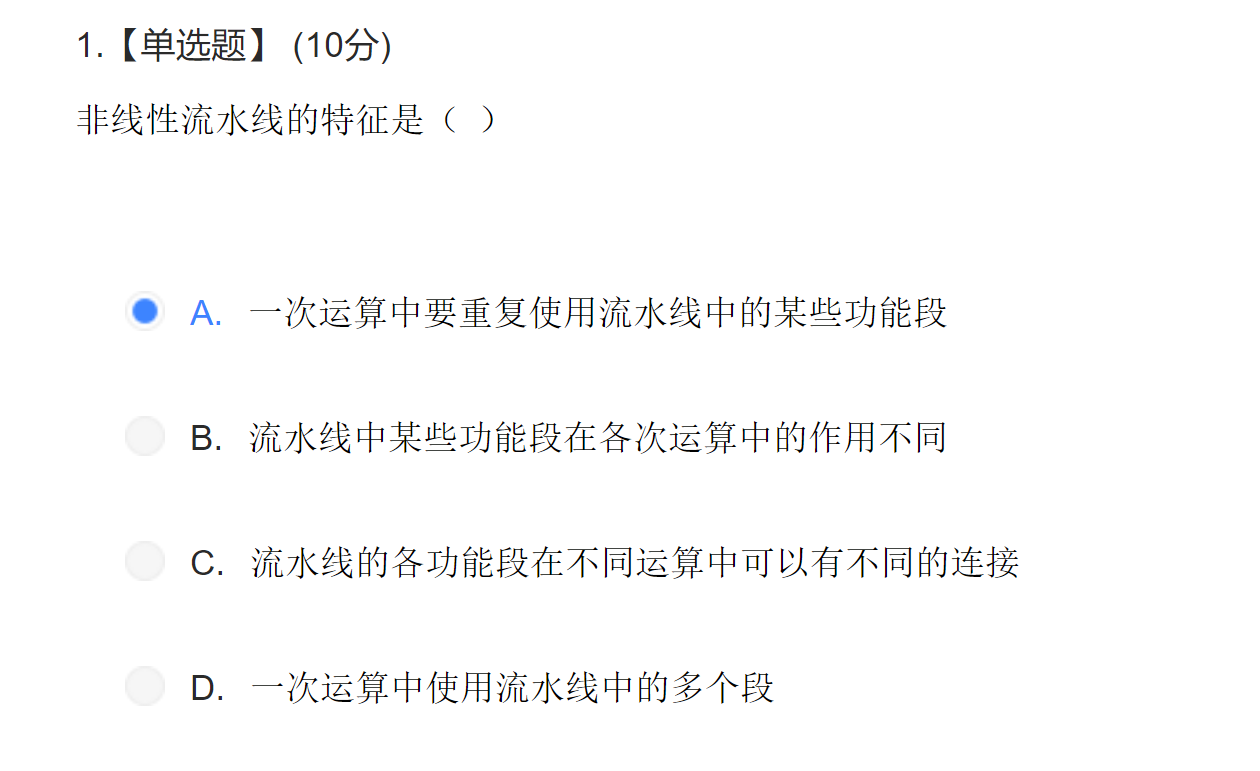 1.【单选题】 (10分)
非线性流水线的特征是（ ）
A. 一次运算中要重复使用流水线中的某些功能段
B. 流水线中某些功能段在各次运算中的作用不同
C. 流水线的各功能段在不同运算中可以有不同的连接
D. 一次运算中使用流水线中的多个段